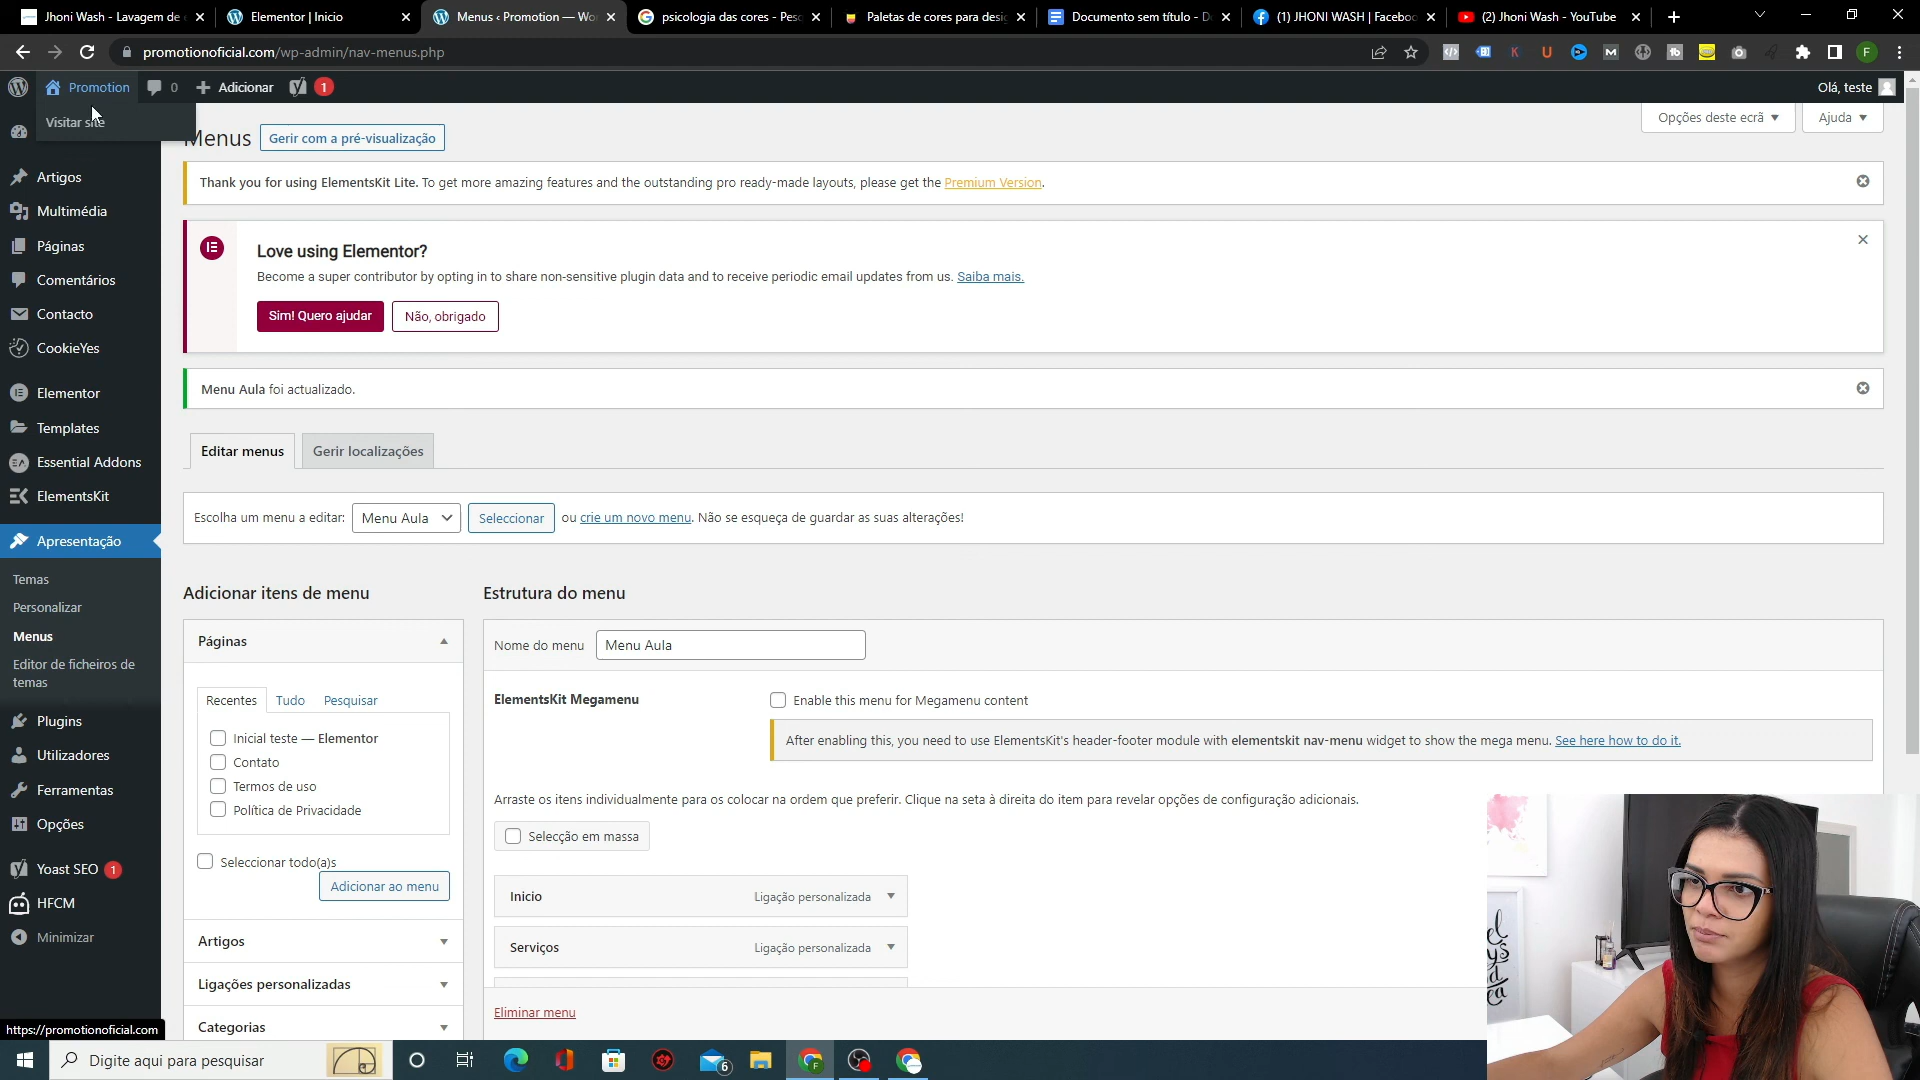 Jhoni Wash - Lavagem de
Elementor | Inicio
Menus ‹ Promotion — Wo
psicologia das cores - Pes
Paletas de cores para desig
Documento sem título - D
(1) JHONI WASH | Faceboo
(2) Jhoni Wash - YouTube
promotionoficial.com/wp-admin/nav-menus.php
Promotion
0
Adicionar
1
Olá, teste
Visitar site
Menus
Gerir com a pré-visualização
Opções deste ecrã
Ajuda
Thank you for using ElementsKit Lite. To get more amazing features and the outstanding pro ready-made layouts, please get the Premium Version.
Love using Elementor?
Become a super contributor by opting in to share non-sensitive plugin data and to receive periodic email updates from us. Saiba mais.
Sim! Quero ajudar
Não, obrigado
Menu Aula foi actualizado.
Editar menus
Gerir localizações
Escolha um menu a editar:
Menu Aula
Seleccionar
ou crie um novo menu. Não se esqueça de guardar as suas alterações!
Artigos
Multimédia
Páginas
Comentários
Contacto
CookieYes
Elementor
Templates
Essential Addons
ElementsKit
Apresentação
Temas
Personalizar
Menus
Editor de ficheiros de
temas
Plugins
Utilizadores
Ferramentas
Opções
Yoast SEO 1
HFCM
Minimizar
Adicionar itens de menu
Páginas
Recentes
Tudo
Pesquisar
Inicial teste — Elementor
Contato
Termos de uso
Política de Privacidade
Seleccionar todo(a)s
Adicionar ao menu
Artigos
Ligações personalizadas
Categorias
Estrutura do menu
Nome do menu
Menu Aula
ElementsKit Megamenu
Enable this menu for Megamenu content
After enabling this, you need to use ElementsKit's header-footer module with elementskit nav-menu widget to show the mega menu. See here how to do it.
Arraste os itens individualmente para os colocar na ordem que preferir. Clique na seta à direita do item para revelar opções de configuração adicionais.
Selecção em massa
Inicio
Ligação personalizada
Serviços
Ligação personalizada
Eliminar menu
https://promotionoficial.com
Digite aqui para pesquisar
6